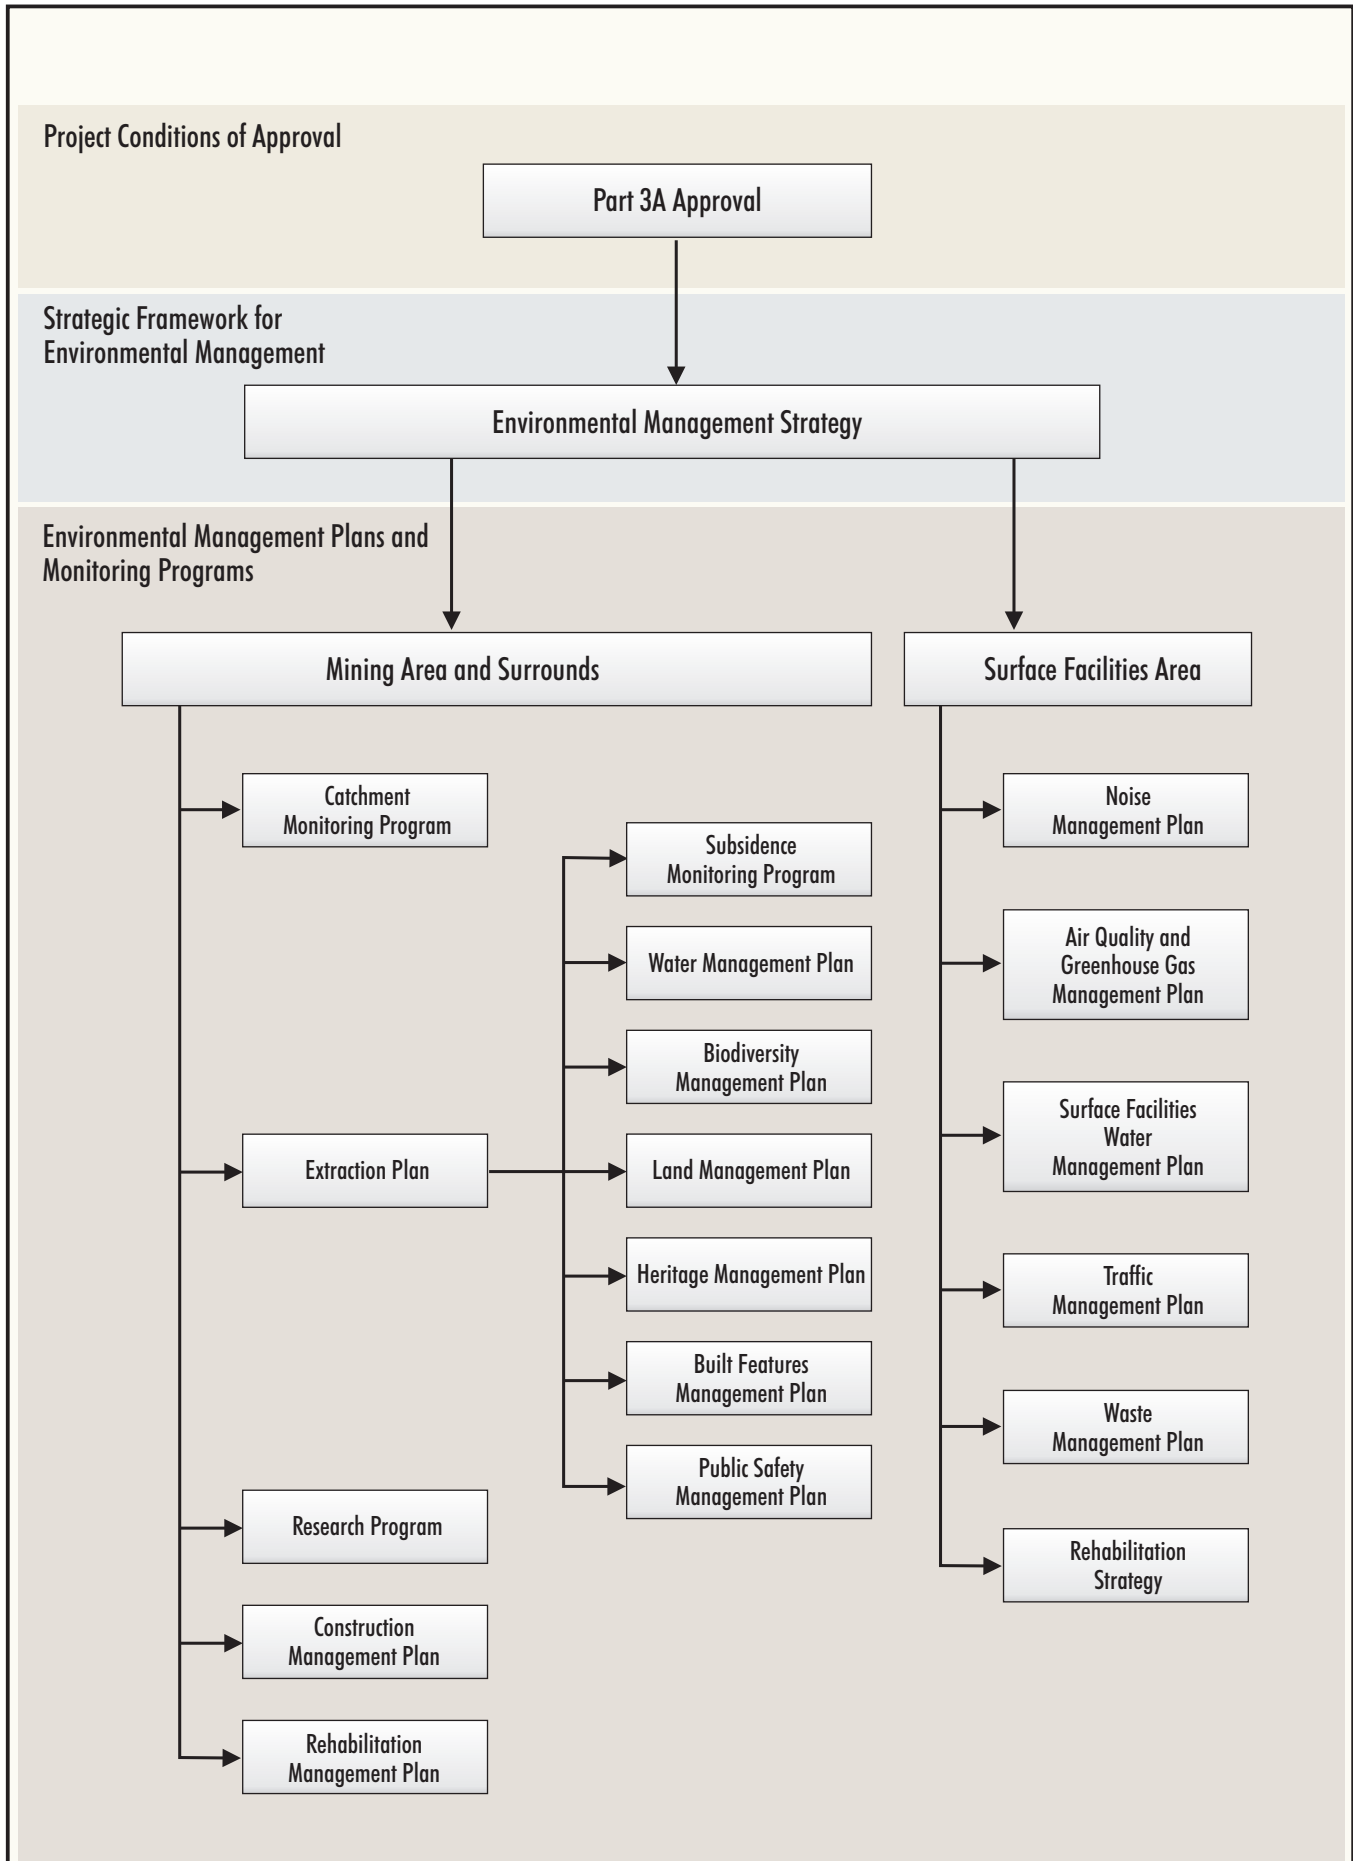 Project Conditions of Approval
Part 3A Approval
Strategic Framework for
Environmental Management
Environmental Management Strategy
Environmental Management Plans and
Monitoring Programs
Mining Area and Surrounds
Surface Facilities Area
Catchment
Monitoring Program
Extraction Plan
Research Program
Construction
Management Plan
Rehabilitation
Management Plan
Subsidence
Monitoring Program
Water Management Plan
Biodiversity
Management Plan
Land Management Plan
Heritage Management Plan
Built Features
Management Plan
Public Safety
Management Plan
Noise
Management Plan
Air Quality and
Greenhouse Gas
Management Plan
Surface Facilities
Water
Management Plan
Traffic
Management Plan
Waste
Management Plan
Rehabilitation
Strategy